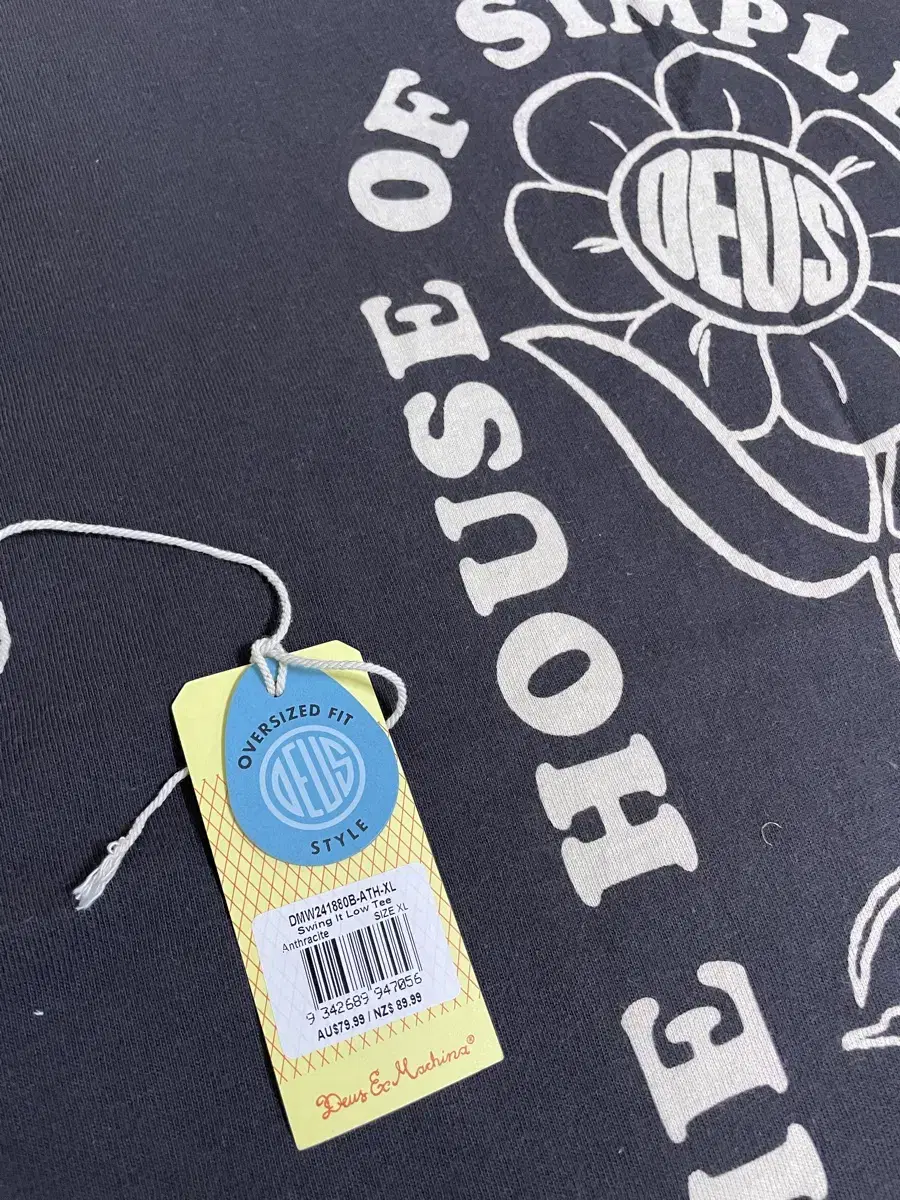 HOUSE OF SIMPLE
DEUS
OVERSIZED FIT
DEUS
STYLE
DMW241880B-ATH-XL
Swing It Low Tee
Anthracite SIZE XL
9 342689 947056
AU$79.99 / NZ$ 89.99
Deus Ex Machina®